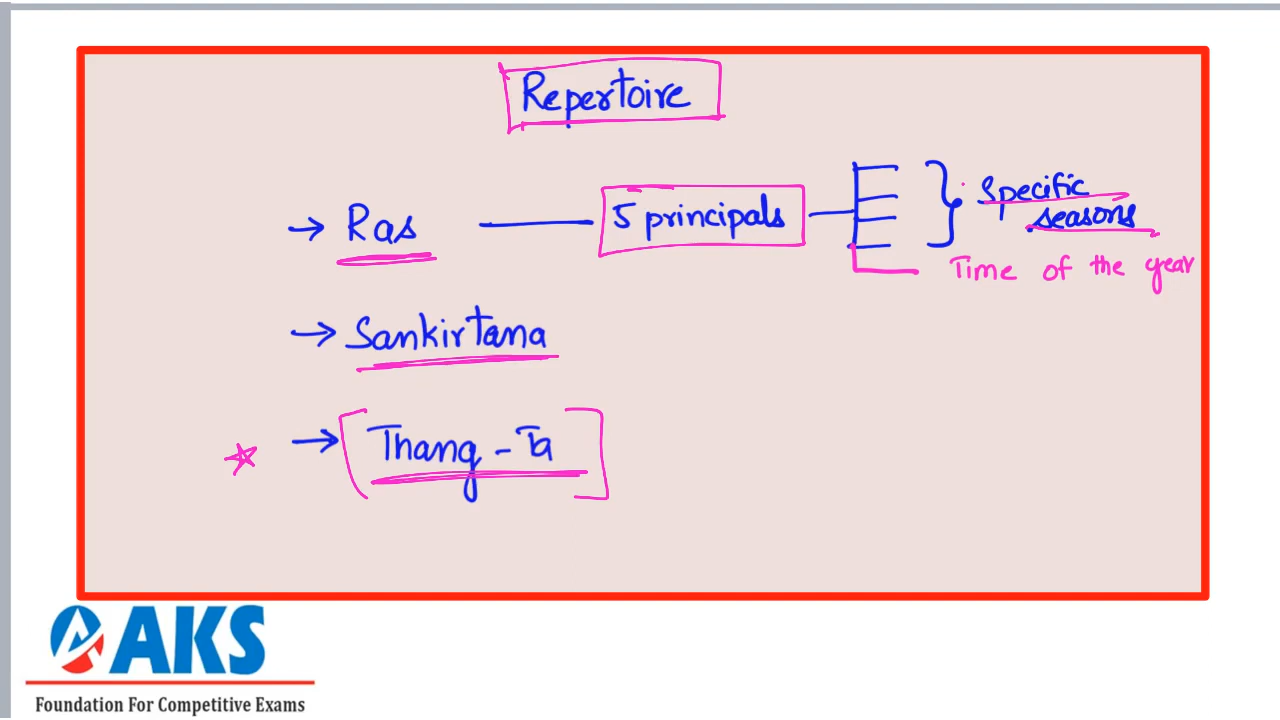 Repertoire
→ Ras — 5 principals — Specific
seasons
Time of the year
→ Sankirtana
→ Thang - Ta
AKS
Foundation For Competitive Exams